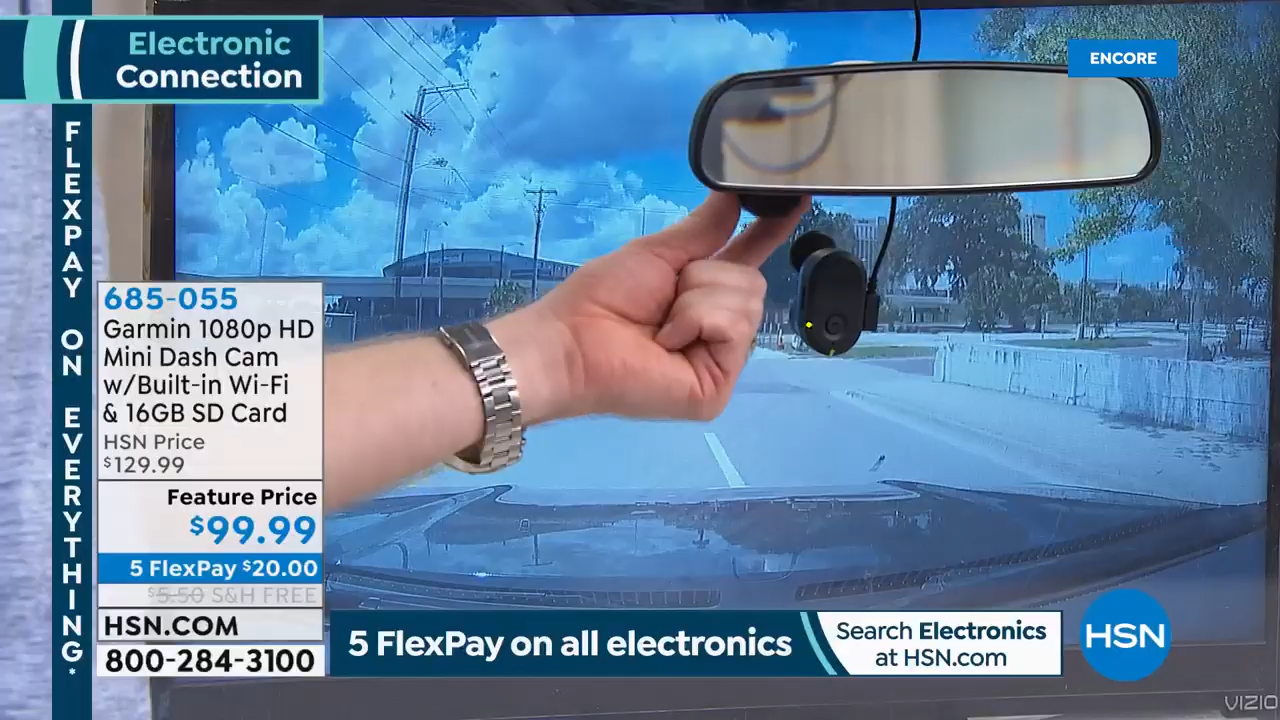 Electronic
Connection
ENCORE
FLEXPAY ON EVERYTHING*
685-055
Garmin 1080p HD
Mini Dash Cam
w/Built-in Wi-Fi
& 16GB SD Card
HSN Price
$129.99
Feature Price
$99.99
5 FlexPay $20.00
$5.50 S&H FREE
HSN.COM
800-284-3100
5 FlexPay on all electronics
Search Electronics
at HSN.com
HSN
VIZIO